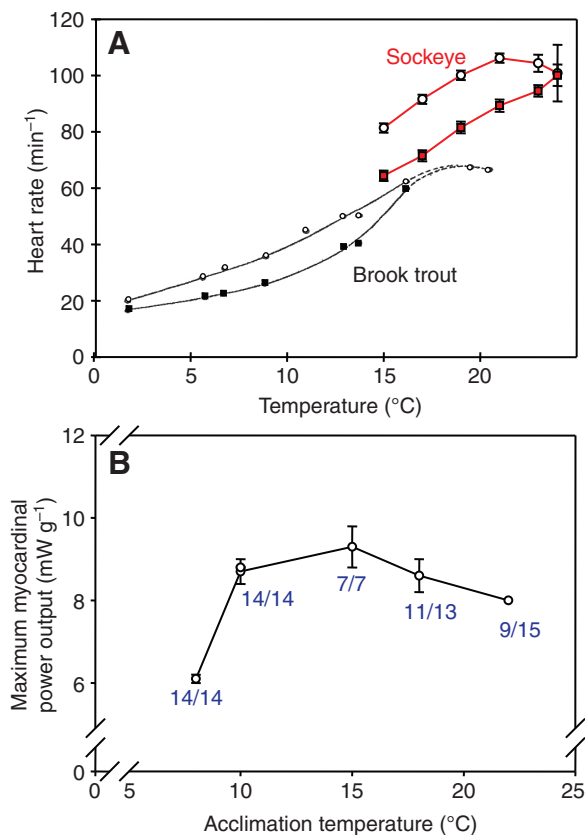 A
Sockeye
Brook trout
Heart rate (min⁻¹)
120
100
80
60
40
20
0
0 5 10 15 20
Temperature (°C)
B
Maximum myocardinal
power output (mW g⁻¹)
12
10
8
6
0
14/14
14/14
7/7
11/13
9/15
0 5 10 15 20 25
Acclimation temperature (°C)